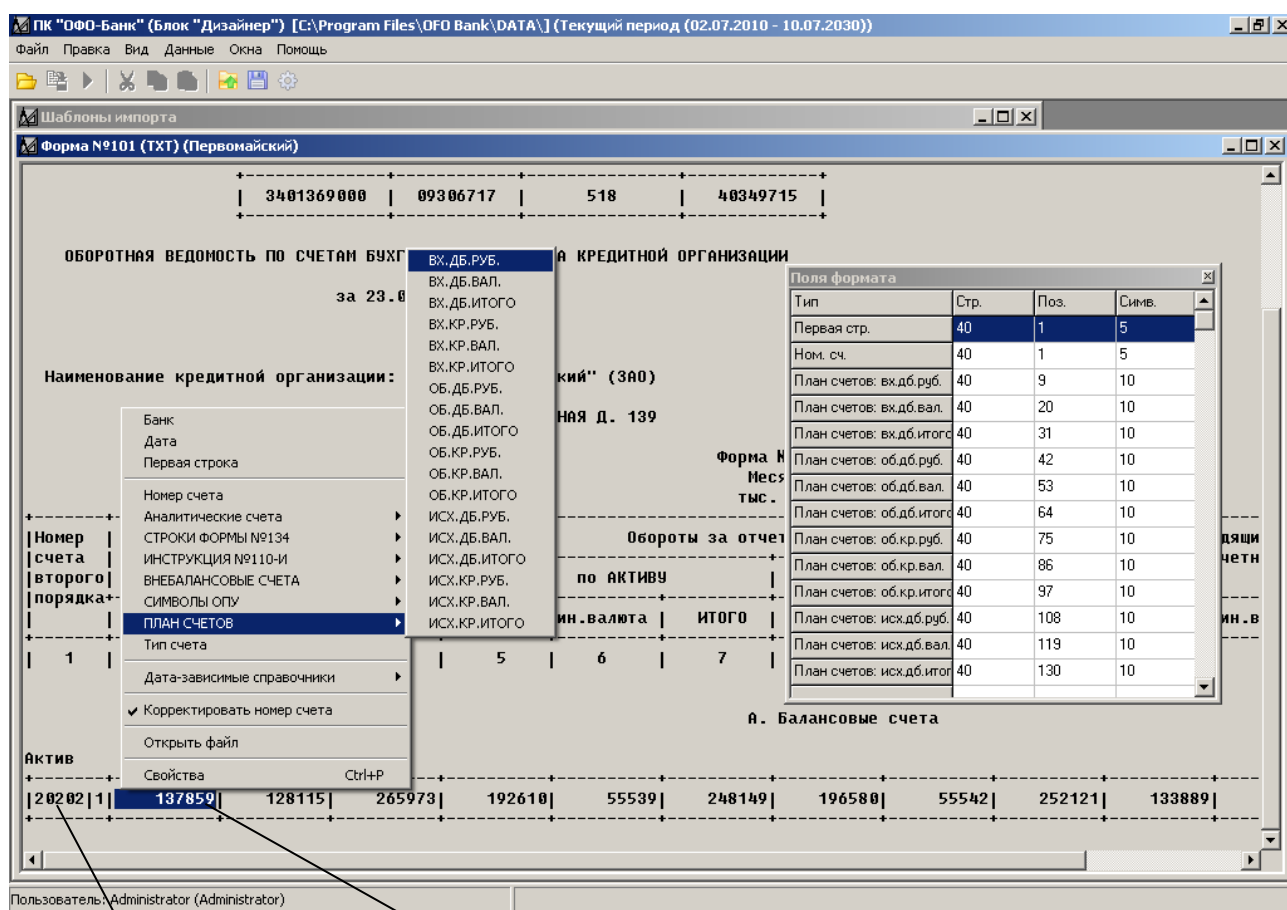 ПК "ОФО-Банк" (Блок "Дизайнер") [C:\Program Files\OFO Bank\DATA\] (Текущий период (02.07.2010 - 10.07.2030))
Файл Правка Вид Данные Окна Помощь
Шаблоны импорта
Форма №101 (TXT) (Первомайский)
| 3401369000 | 09306717 | 518 | 40349715 |
ОБОРОТНАЯ ВЕДОМОСТЬ ПО СЧЕТАМ БУХГ
А КРЕДИТНОЙ ОРГАНИЗАЦИИ
за 23.0
Наименование кредитной организации:
кий" (ЗАО)
НАЯ Д. 139
Форма
Меся
тыс.
Банк
Дата
Первая строка
Номер счета
Аналитические счета
СТРОКИ ФОРМЫ №134
ИНСТРУКЦИЯ №110-И
ВНЕБАЛАНСОВЫЕ СЧЕТА
СИМВОЛЫ ОПУ
ПЛАН СЧЕТОВ
Тип счета
Дата-зависимые справочники
Корректировать номер счета
Открыть файл
Свойства Ctrl+P
ВХ.ДБ.РУБ.
ВХ.ДБ.ВАЛ.
ВХ.ДБ.ИТОГО
ВХ.КР.РУБ.
ВХ.КР.ВАЛ.
ВХ.КР.ИТОГО
ОБ.ДБ.РУБ.
ОБ.ДБ.ВАЛ.
ОБ.ДБ.ИТОГО
ОБ.КР.РУБ.
ОБ.КР.ВАЛ.
ОБ.КР.ИТОГО
ИСХ.ДБ.РУБ.
ИСХ.ДБ.ВАЛ.
ИСХ.ДБ.ИТОГО
ИСХ.КР.РУБ.
ИСХ.КР.ВАЛ.
ИСХ.КР.ИТОГО
Поля формата
Тип Стр. Поз. Симв.
Первая стр. 40 1 5
Ном. сч. 40 1 5
План счетов: вх.дб.руб. 40 9 10
План счетов: вх.дб.вал. 40 20 10
План счетов: вх.дб.итогс 40 31 10
План счетов: об.дб.руб. 40 42 10
План счетов: об.дб.вал. 40 53 10
План счетов: об.дб.итогс 40 64 10
План счетов: об.кр.руб. 40 75 10
План счетов: об.кр.вал. 40 86 10
План счетов: об.кр.итогс 40 97 10
План счетов: исх.дб.руб. 40 108 10
План счетов: исх.дб.вал. 40 119 10
План счетов: исх.дб.итог 40 130 10
|Номер | Обороты за отчет дящи
|счета | четн
|второго| по АКТИВУ |
|порядка+
| | ин.валюта | ИТОГО | ин.в
| 1 | | 5 | 6 | 7 |
А. Балансовые счета
Актив
|20202|1| 137859| 128115| 265973| 192610| 55539| 248149| 196580| 55542| 252121| 133889|
Пользователь: Administrator (Administrator)